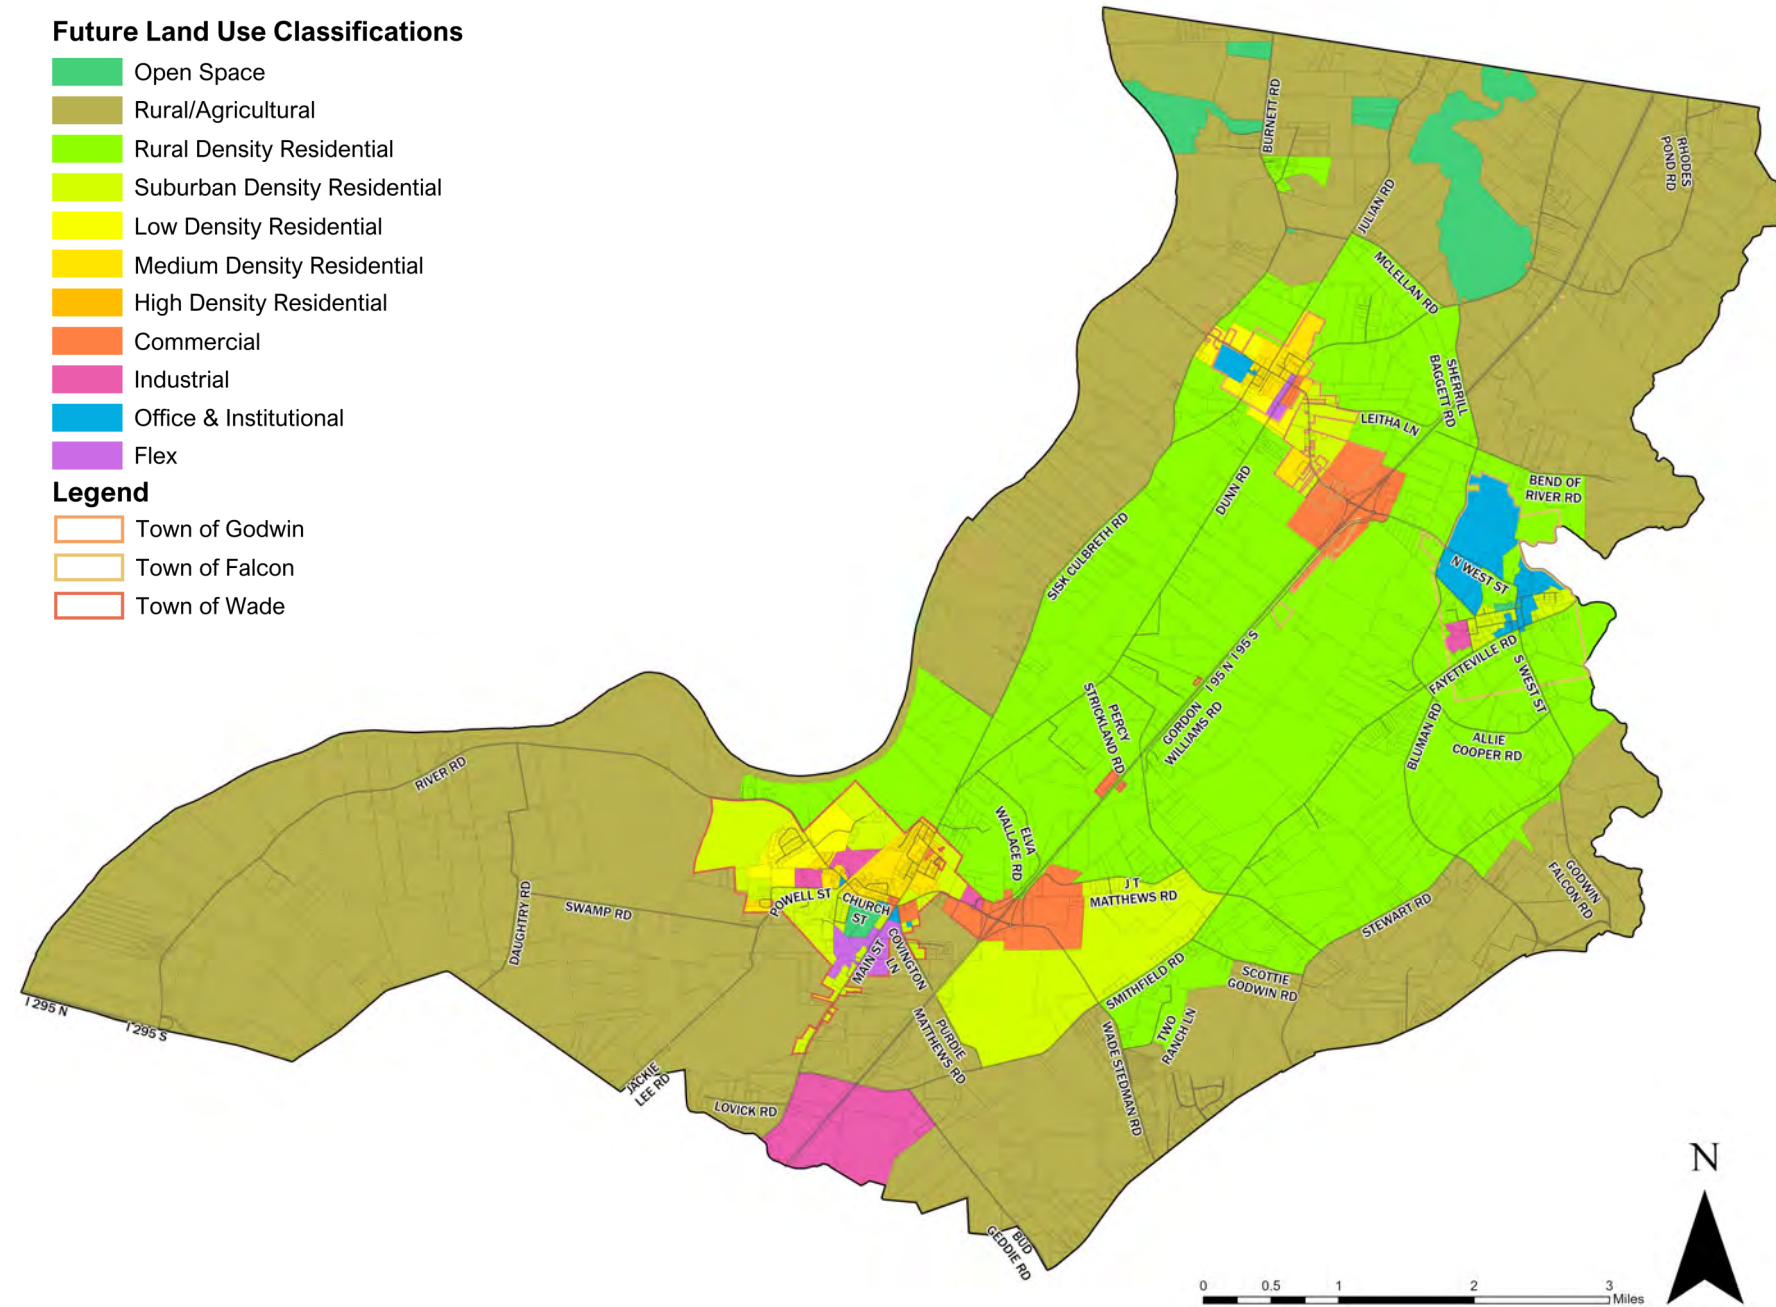 Future Land Use Classifications
Open Space
Rural/Agricultural
Rural Density Residential
Suburban Density Residential
Low Density Residential
Medium Density Residential
High Density Residential
Commercial
Industrial
Office & Institutional
Flex
Legend
Town of Godwin
Town of Falcon
Town of Wade
BURNETT RD
RHODES
POND RD
JULIAN RD
MCLELLAN RD
SHERRILL
BAGGETT RD
LEITHA LN
BEND OF
RIVER RD
DUNN RD
SISK CULBRETH RD
N WEST ST
FAYETTEVILLE RD
S WEST ST
I 95 N I 95 S
GORDON
WILLIAMS RD
PERCY
STRICKLAND RD
BLUMAN RD
ALLIE
COOPER RD
RIVER RD
ELVA
WALLACE RD
GODWIN
FALCON RD
J T
MATTHEWS RD
POWELL ST
CHURCH
ST
DAUGHTRY RD
SWAMP RD
STEWART RD
MAIN ST
COVINGTON
LN
SMITHFIELD RD
SCOTTIE
GODWIN RD
I 295 N
I 295 S
PURDIE
MATTHEWS RD
TWO
RANCH LN
WADE STEDMAN RD
JACKIE
LEE RD
LOVICK RD
BUD
GEDDIE RD
N
0 0.5 1 2 3
Miles